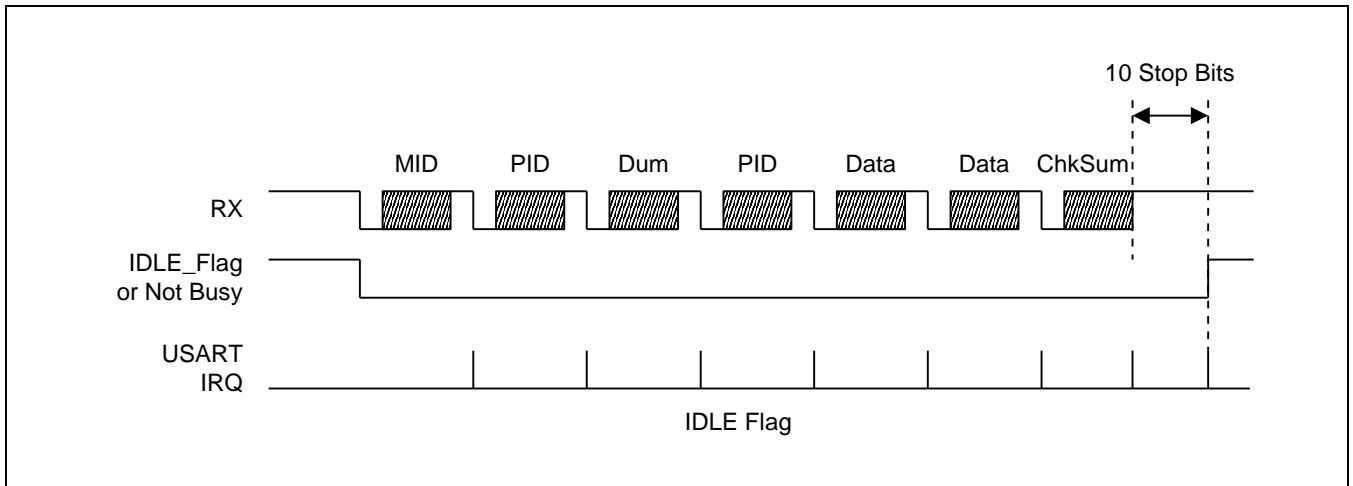 10 Stop Bits
MID PID Dum PID Data Data ChkSum
RX
IDLE_Flag
or Not Busy
USART
IRQ
IDLE Flag